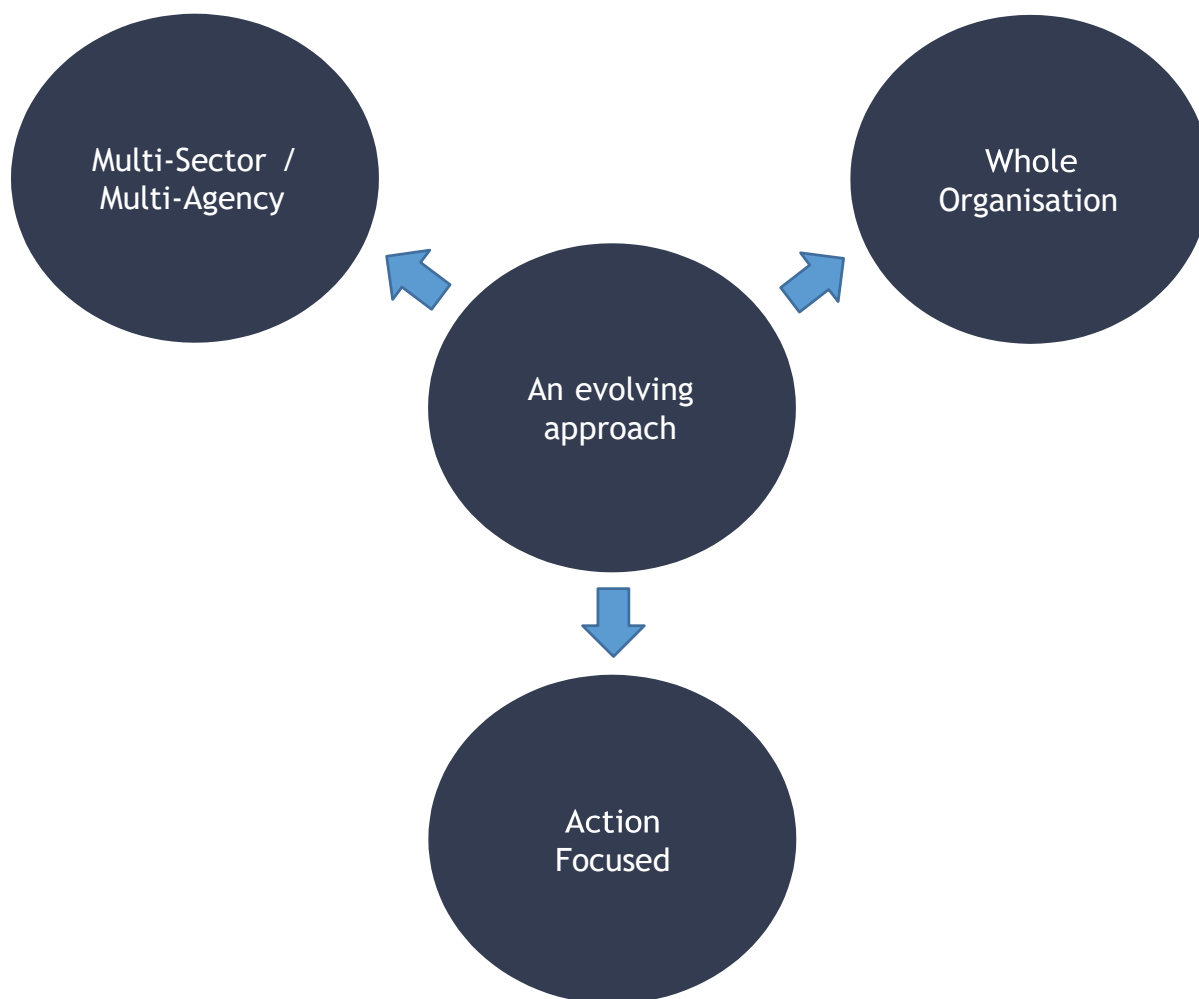 Multi-Sector /
Multi-Agency
Whole
Organisation
An evolving
approach
Action
Focused